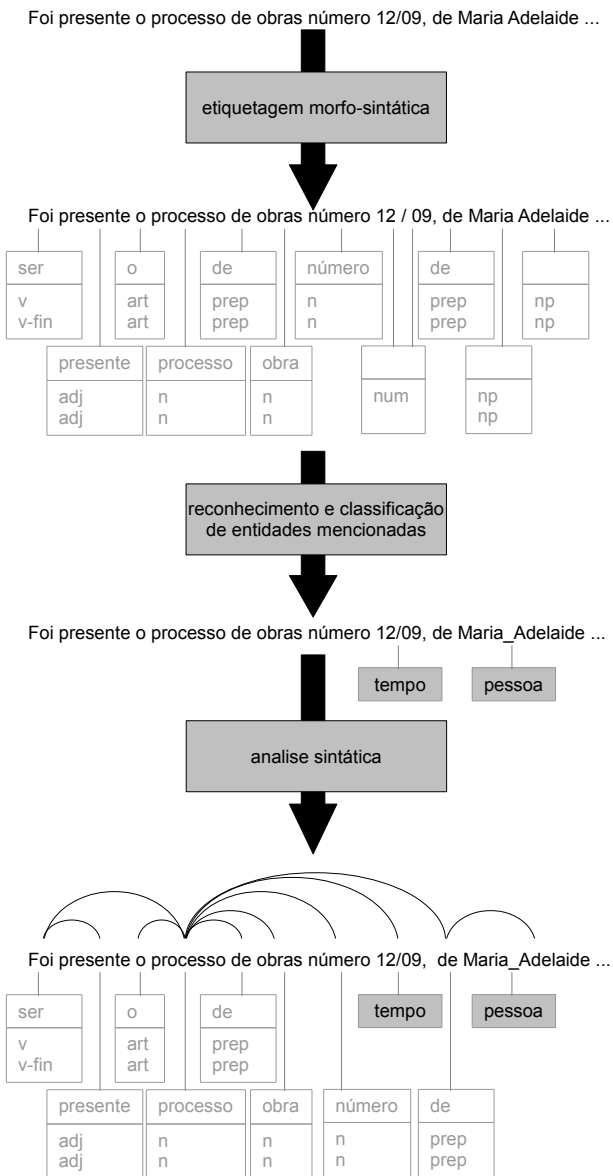 Foi presente o processo de obras número 12/09, de Maria Adelaide ...
etiquetagem morfo-sintática
Foi presente o processo de obras número 12 / 09, de Maria Adelaide ...
ser o de número de
v art prep n prep np
v-fin art prep n prep np
presente processo obra
adj n n num np
adj n n np
reconhecimento e classificação
de entidades mencionadas
Foi presente o processo de obras número 12/09, de Maria_Adelaide ...
tempo pessoa
analise sintática
Foi presente o processo de obras número 12/09, de Maria_Adelaide ...
ser o de tempo pessoa
v art prep
v-fin art prep
presente processo obra número de
adj n n n prep
adj n n n prep